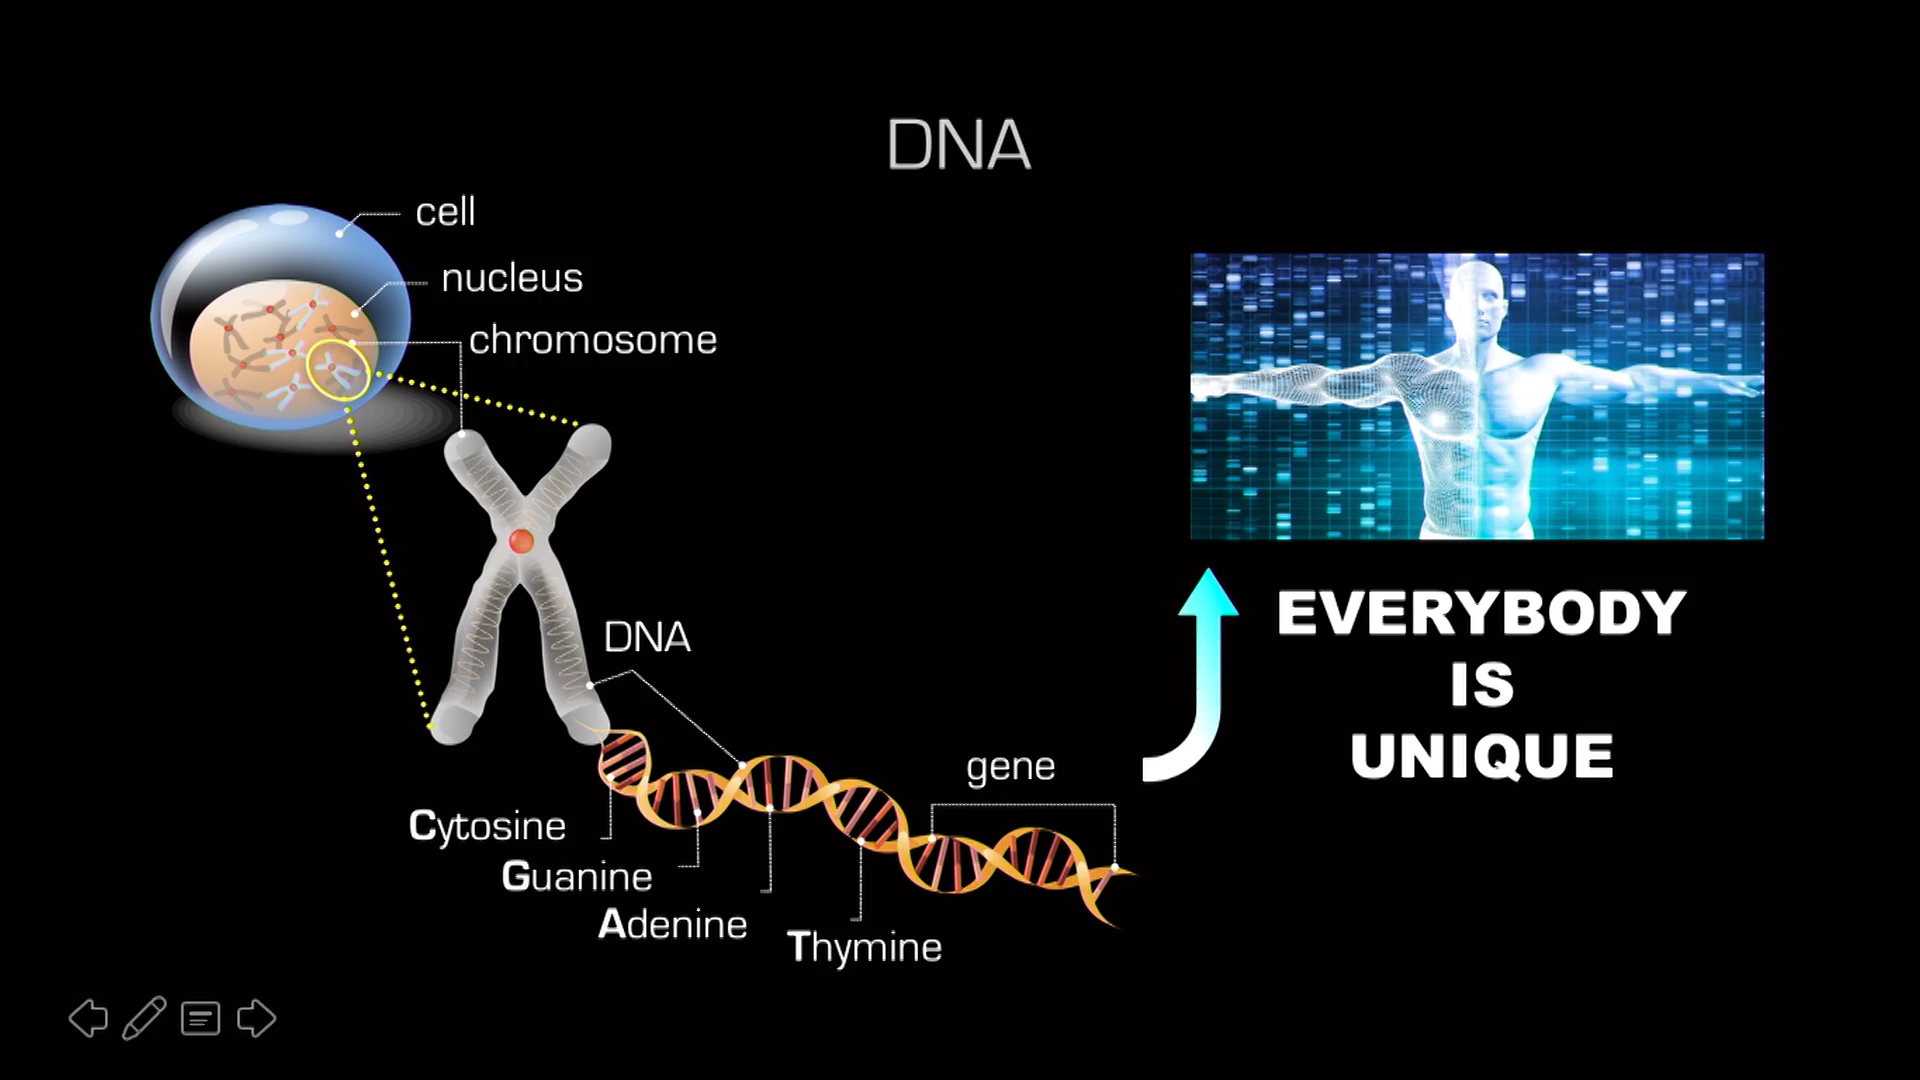 DNA
cell
nucleus
chromosome
DNA
gene
Cytosine
Guanine
Adenine
Thymine
EVERYBODY
IS
UNIQUE